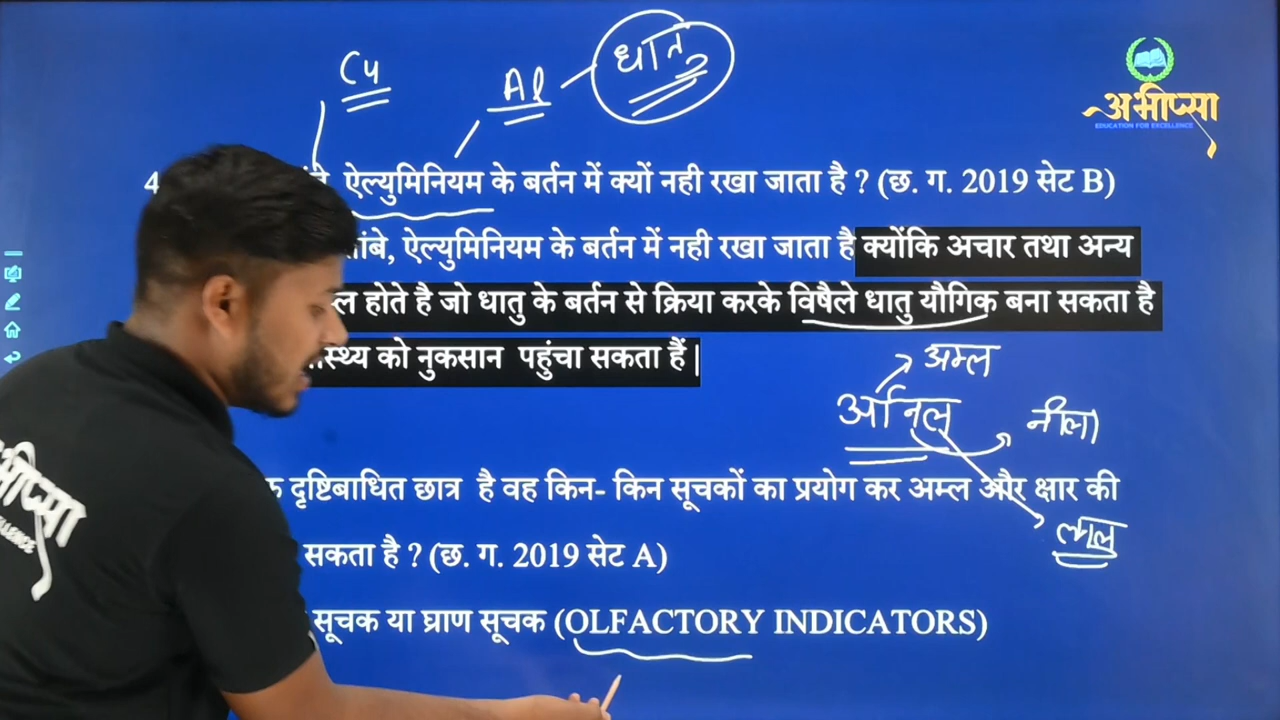 Cu
Al
धातु
अभीप्सा
EDUCATION FOR EXCELLENCE
4
ऐल्युमिनियम के बर्तन में क्यों नही रखा जाता है ? (छ. ग. 2019 सेट B)
तांबे, ऐल्युमिनियम के बर्तन में नही रखा जाता है क्योंकि अचार तथा अन्य
होते है जो धातु के बर्तन से क्रिया करके विषैले धातु यौगिक बना सकता है
को नुकसान पहुंचा सकता हैं |
अम्ल
नीला
दृष्टिबाधित छात्र है वह किन- किन सूचकों का प्रयोग कर अम्ल और क्षार की
लाल
सकता है ? (छ. ग. 2019 सेट A)
सूचक या घ्राण सूचक (OLFACTORY INDICATORS)